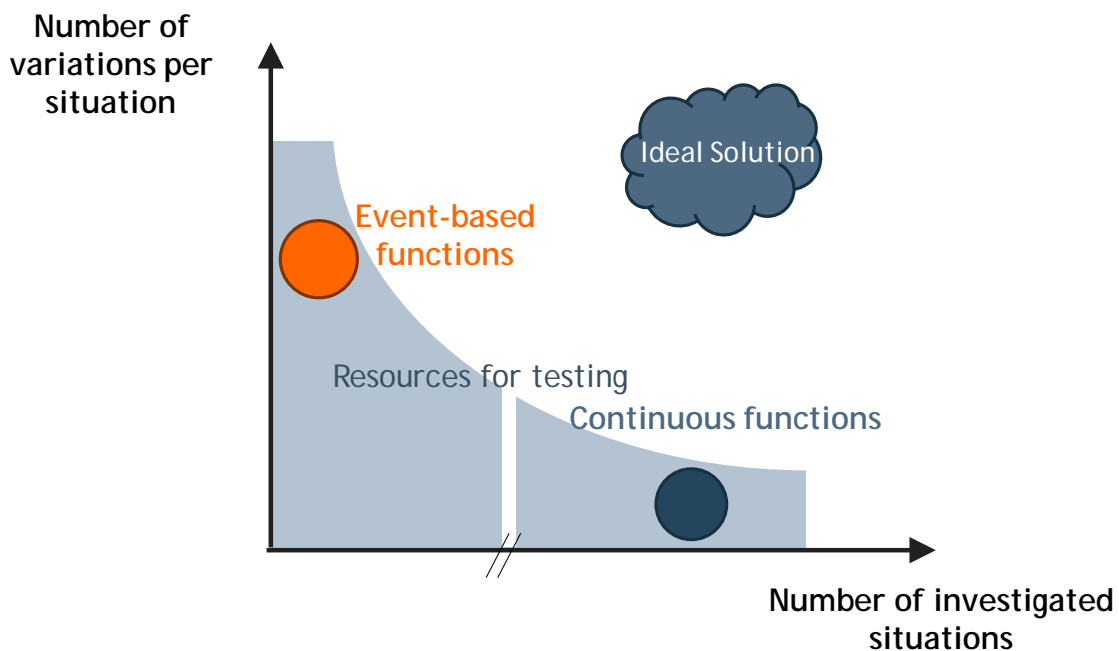 Number of
variations per
situation
Ideal Solution
Event-based
functions
Resources for testing
Continuous functions
Number of investigated
situations